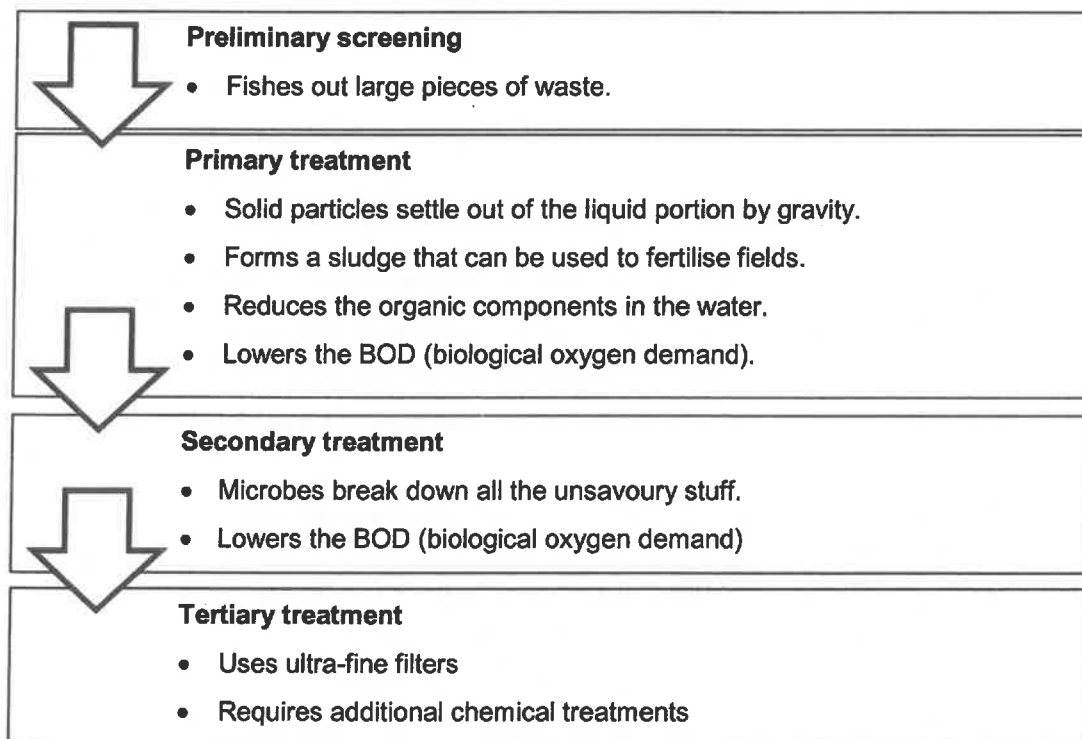 Preliminary screening
• Fishes out large pieces of waste.
Primary treatment
• Solid particles settle out of the liquid portion by gravity.
• Forms a sludge that can be used to fertilise fields.
• Reduces the organic components in the water.
• Lowers the BOD (biological oxygen demand).
Secondary treatment
• Microbes break down all the unsavoury stuff.
• Lowers the BOD (biological oxygen demand)
Tertiary treatment
• Uses ultra-fine filters
• Requires additional chemical treatments